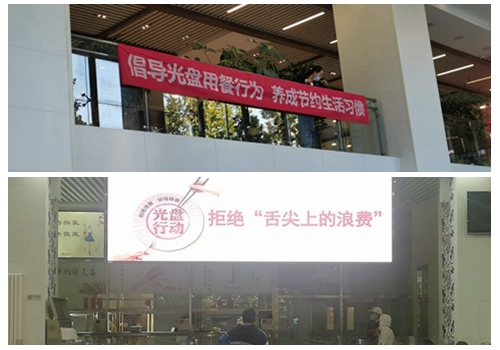 倡导光盘用餐行为 养成节约生活习惯
光盘
行动
拒绝“舌尖上的浪费”